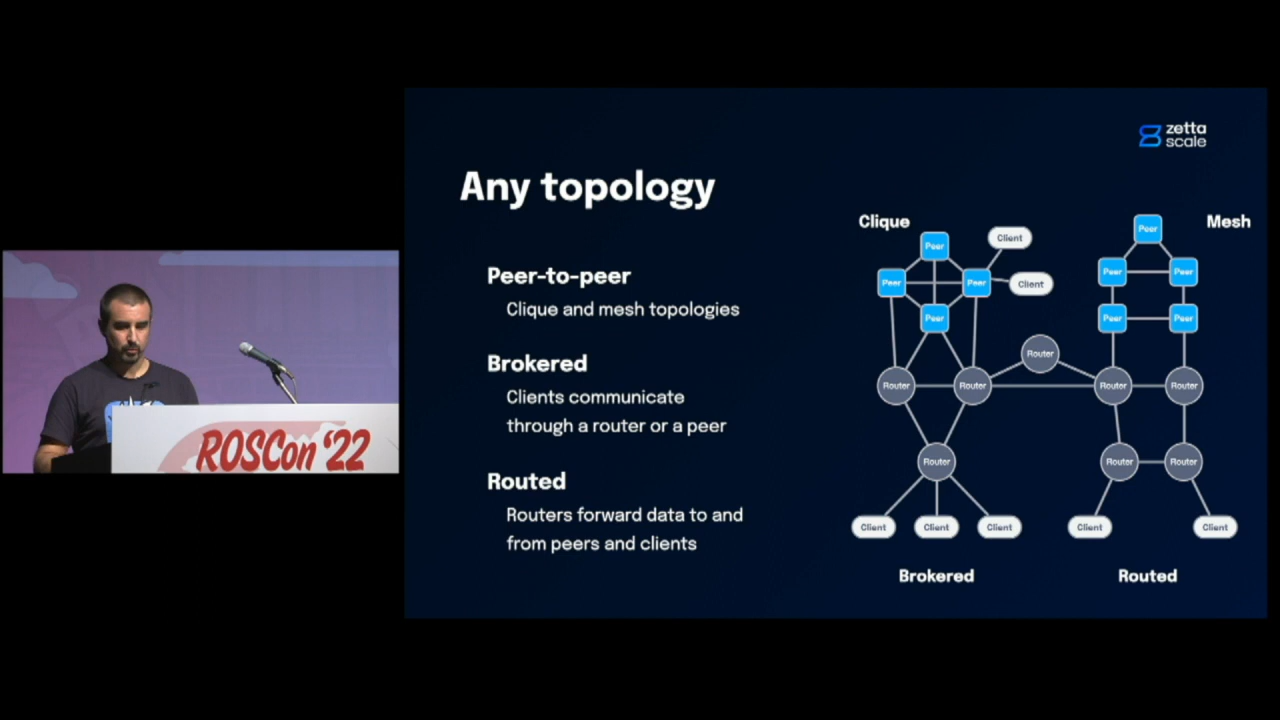 ROSCon '22
zetta
scale
Any topology
Peer-to-peer
Clique and mesh topologies
Brokered
Clients communicate
through a router or a peer
Routed
Routers forward data to and
from peers and clients
Clique
Mesh
Peer
Client
Peer
Peer
Peer
Client
Peer
Peer
Peer
Peer
Peer
Router
Router
Router
Router
Router
Router
Router
Router
Client
Client
Client
Client
Client
Brokered
Routed